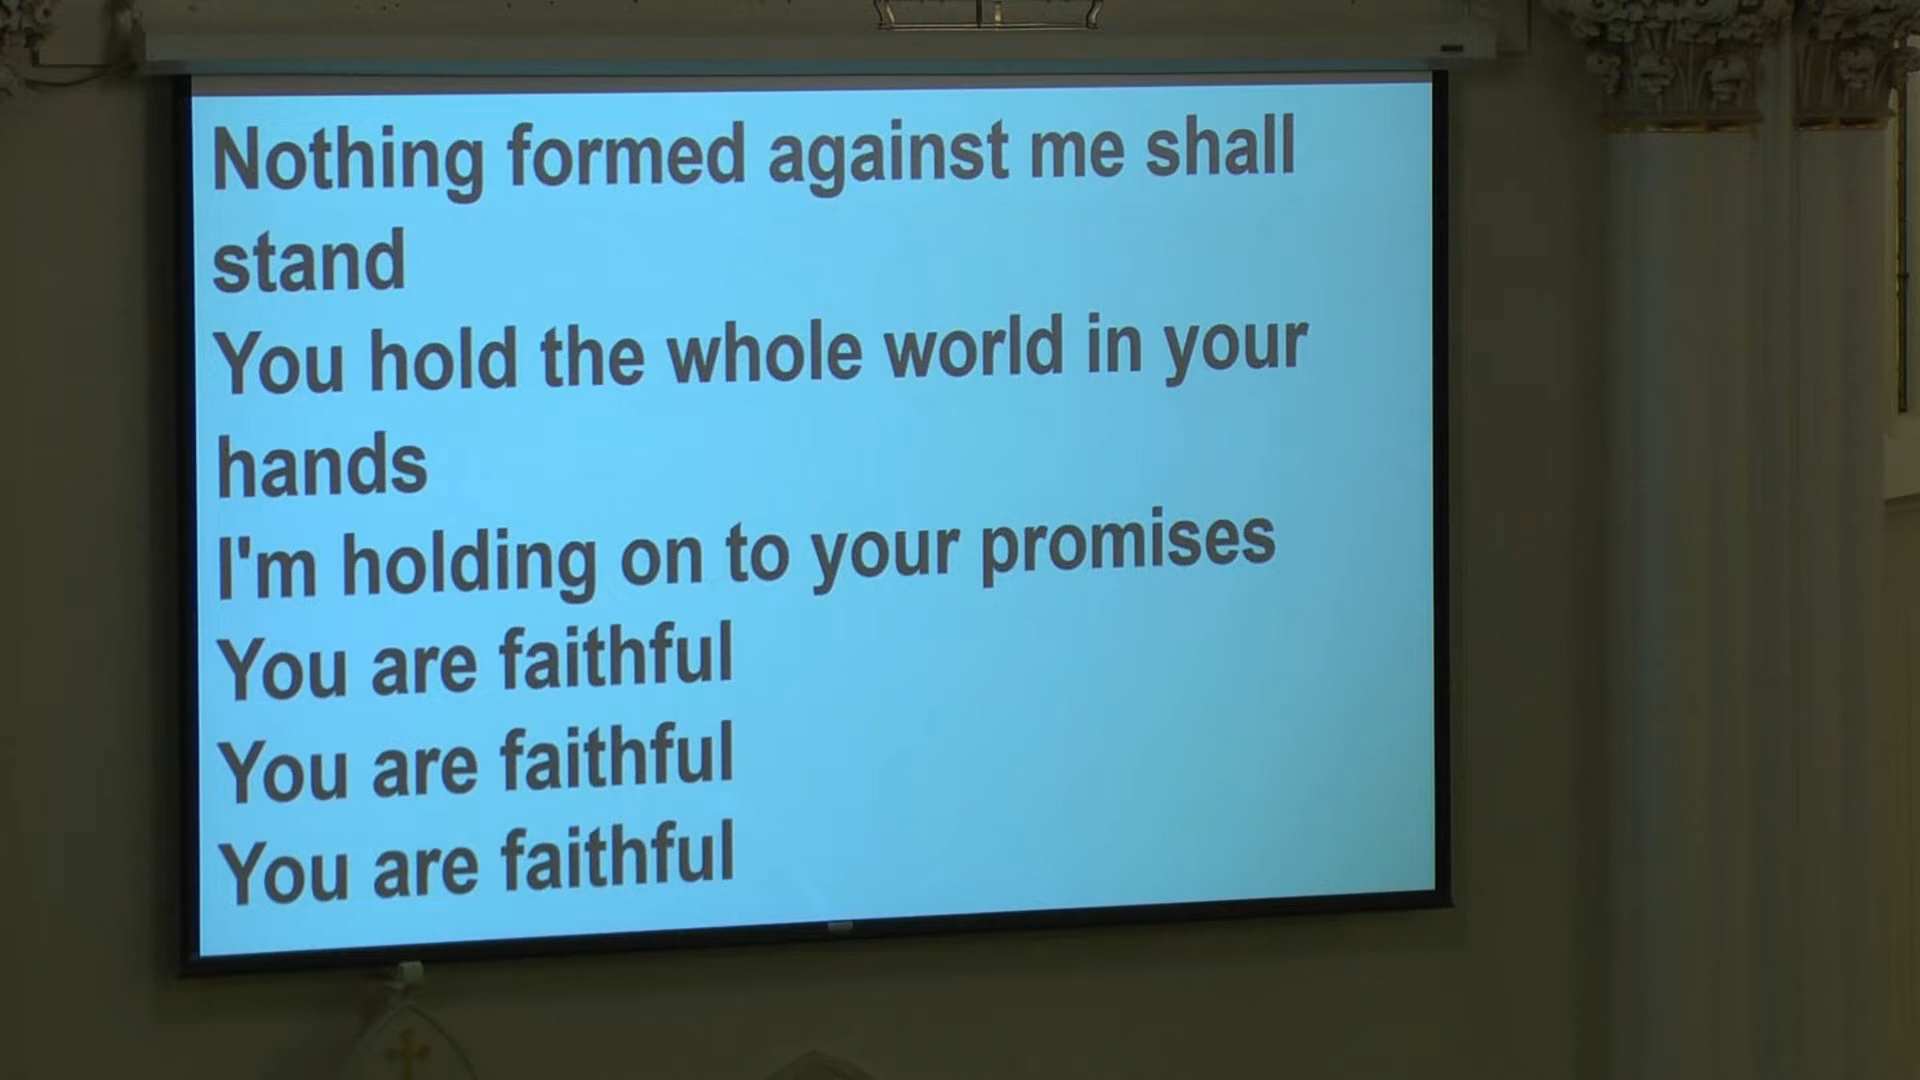 Nothing formed against me shall
stand
You hold the whole world in your
hands
I'm holding on to your promises
You are faithful
You are faithful
You are faithful